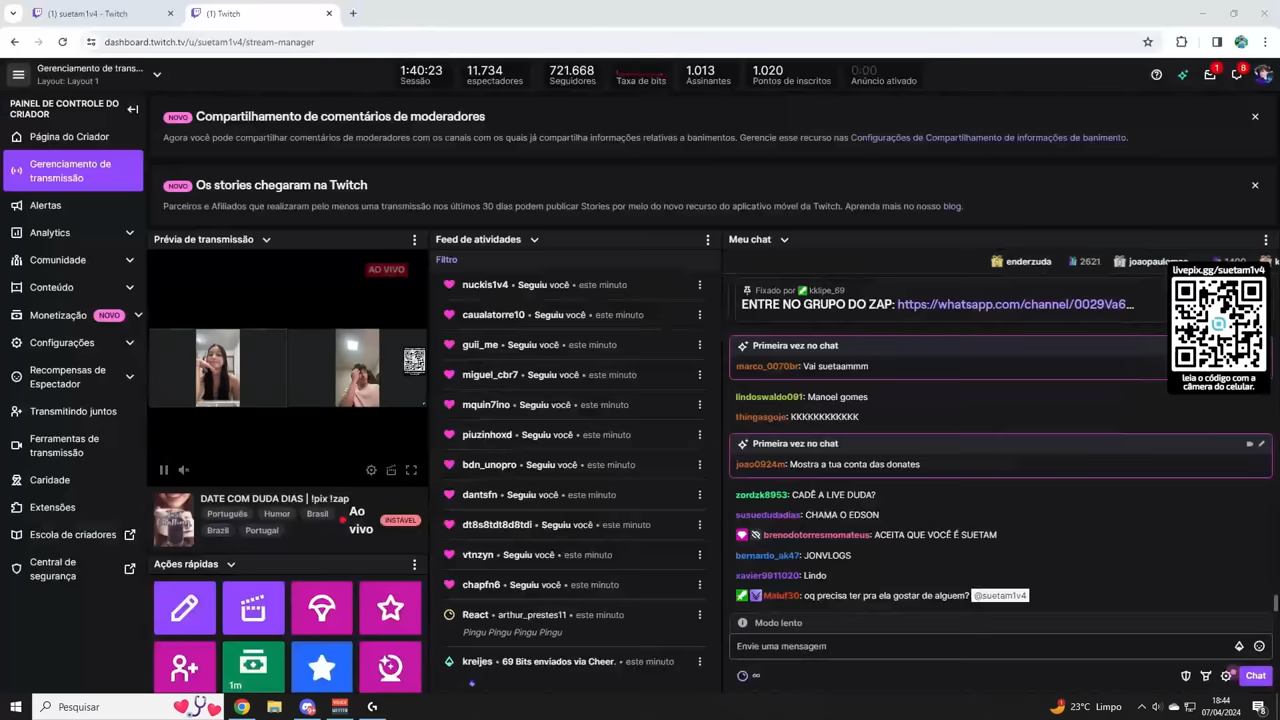 (1) suetam1v4 - Twitch
(1) Twitch
dashboard.twitch.tv/u/suetam1v4/stream-manager
Gerenciamento de trans...
Layout: Layout 1
1:40:23
Sessão
11.734
espectadores
721.668
Seguidores
Taxa de bits
1.013
Assinantes
1.020
Pontos de inscritos
0:00
Anúncio ativado
1
8
PAINEL DE CONTROLE DO
CRIADOR
Página do Criador
Gerenciamento de
transmissão
Alertas
Analytics
Comunidade
Conteúdo
Monetização NOVO
Configurações
Recompensas de
Espectador
Transmitindo juntos
Ferramentas de
transmissão
Caridade
Extensões
Escola de criadores
Central de
segurança
NOVO Compartilhamento de comentários de moderadores
Agora você pode compartilhar comentários de moderadores com os canais com os quais já compartilha informações relativas a banimentos. Gerencie esse recurso nas Configurações de Compartilhamento de informações de banimento.
NOVO Os stories chegaram na Twitch
Parceiros e Afiliados que realizaram pelo menos uma transmissão nos últimos 30 dias podem publicar Stories por meio do novo recurso do aplicativo móvel da Twitch. Aprenda mais no nosso blog.
Prévia de transmissão
AO VIVO
DATE COM DUDA DIAS | !pix !zap
Português Humor Brasil
Brazil Portugal
Ao
vivo
INSTÁVEL
Ações rápidas
1m
Feed de atividades
Filtro
nuckis1v4 • Seguiu você • este minuto
caualatorre10 • Seguiu você • este minuto
guii_me • Seguiu você • este minuto
miguel_cbr7 • Seguiu você • este minuto
mquin7ino • Seguiu você • este minuto
piuzinhoxd • Seguiu você • este minuto
bdn_unopro • Seguiu você • este minuto
dantsfn • Seguiu você • este minuto
dt8s8tdt8d8tdi • Seguiu você • este minuto
vtnzyn • Seguiu você • este minuto
chapfn6 • Seguiu você • este minuto
React • arthur_prestes11 • este minuto
Pingu Pingu Pingu Pingu
kreijes • 69 Bits enviados via Cheer. • este minuto
Meu chat
enderzuda 2621 joaopaulomos 1400 k
Fixado por kklipe_69
ENTRE NO GRUPO DO ZAP: https://whatsapp.com/channel/0029Va6...
Primeira vez no chat
marco_0070br: Vai suetaammm
lindoswaldo091: Manoel gomes
thingasgoje: KKKKKKKKKKK
Primeira vez no chat
joao0924m: Mostra a tua conta das donates
zordzk8953: CADÊ A LIVE DUDA?
susuedudadias: CHAMA O EDSON
brenodotorresmomateus: ACEITA QUE VOCÊ É SUETAM
bernardo_ak47: JONVLOGS
xavier9911020: Lindo
Maluf30: oq precisa ter pra ela gostar de alguem? @suetam1v4
Modo lento
Envie uma mensagem
∞
Chat
livepix.gg/suetam1v4
leia o código com a
câmera do celular.
Pesquisar
23°C Limpo
18:44
07/04/2024
8